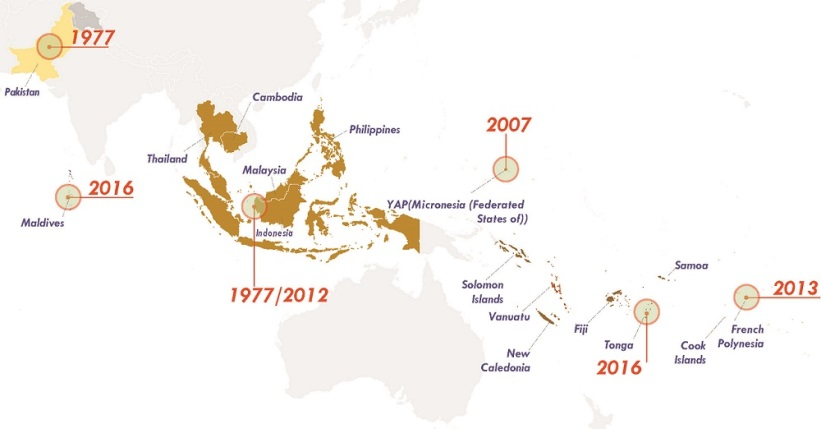 1977
Pakistan
Cambodia
Philippines
2007
Thailand
Malaysia
2016
Maldives
YAP(Micronesia (Federated
States of))
Indonesia
1977/2012
Samoa
Solomon
Islands
2013
Vanuatu
Fiji
Tonga
French
Polynesia
Cook
Islands
New
Caledonia
2016